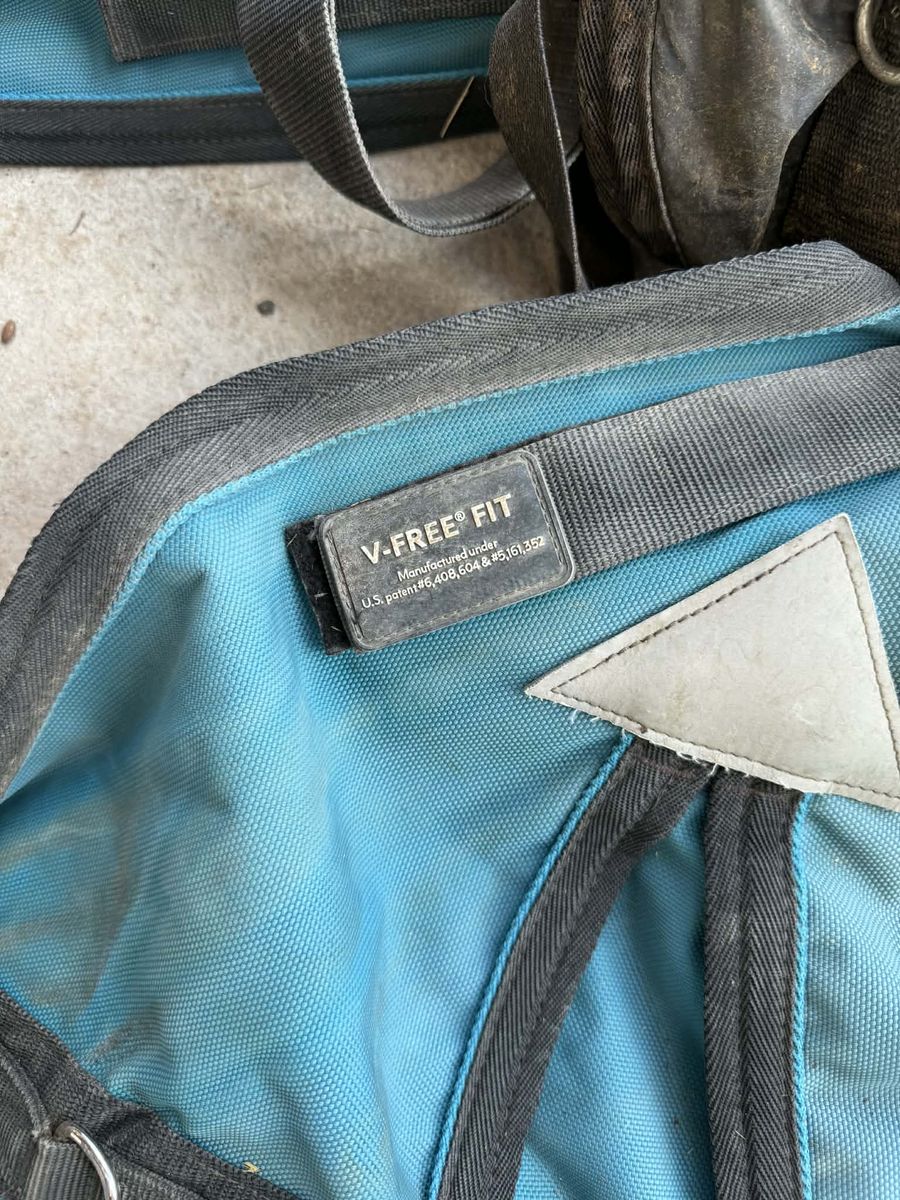 V-FREE® FIT
Manufactured under
U.S. patent#6,408,604 & #5,161,352